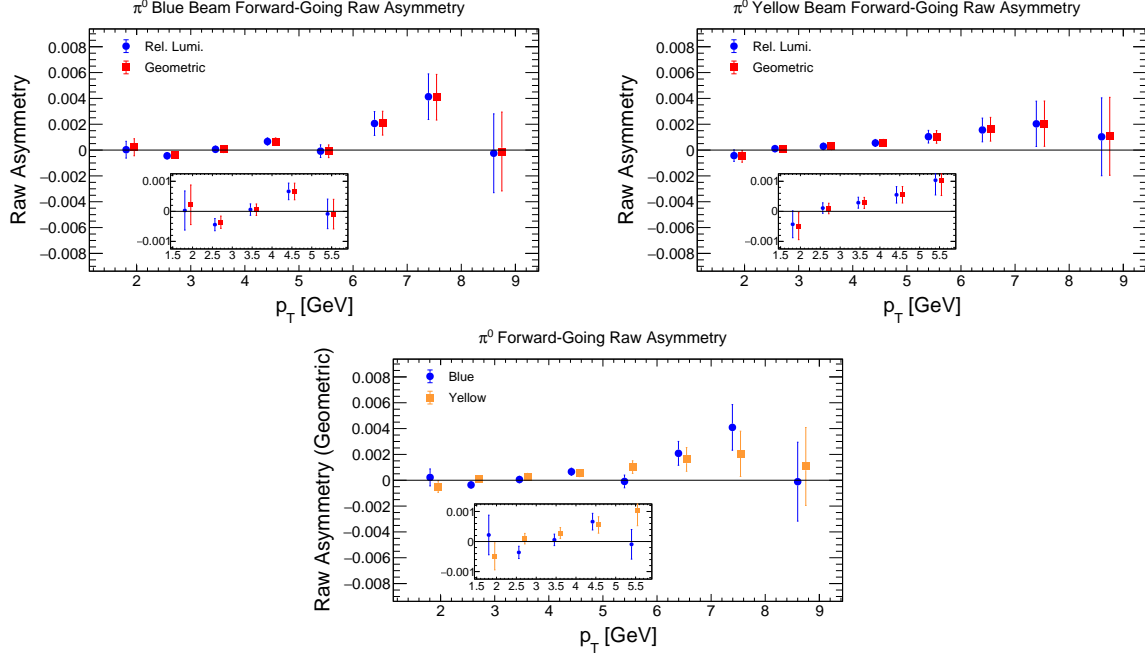 π⁰ Blue Beam Forward-Going Raw Asymmetry
Raw Asymmetry
0.008
0.006
0.004
0.002
0
−0.002
−0.004
−0.006
−0.008
Rel. Lumi.
Geometric
0.001
0
−0.001
1.5 2 2.5 3 3.5 4 4.5 5 5.5
2 3 4 5 6 7 8 9
p_T [GeV]
π⁰ Yellow Beam Forward-Going Raw Asymmetry
Raw Asymmetry
0.008
0.006
0.004
0.002
0
−0.002
−0.004
−0.006
−0.008
Rel. Lumi.
Geometric
0.001
0
−0.001
1.5 2 2.5 3 3.5 4 4.5 5 5.5
2 3 4 5 6 7 8 9
p_T [GeV]
π⁰ Forward-Going Raw Asymmetry
Raw Asymmetry (Geometric)
0.008
0.006
0.004
0.002
0
−0.002
−0.004
−0.006
−0.008
Blue
Yellow
0.001
0
−0.001
1.5 2 2.5 3 3.5 4 4.5 5 5.5
2 3 4 5 6 7 8 9
p_T [GeV]